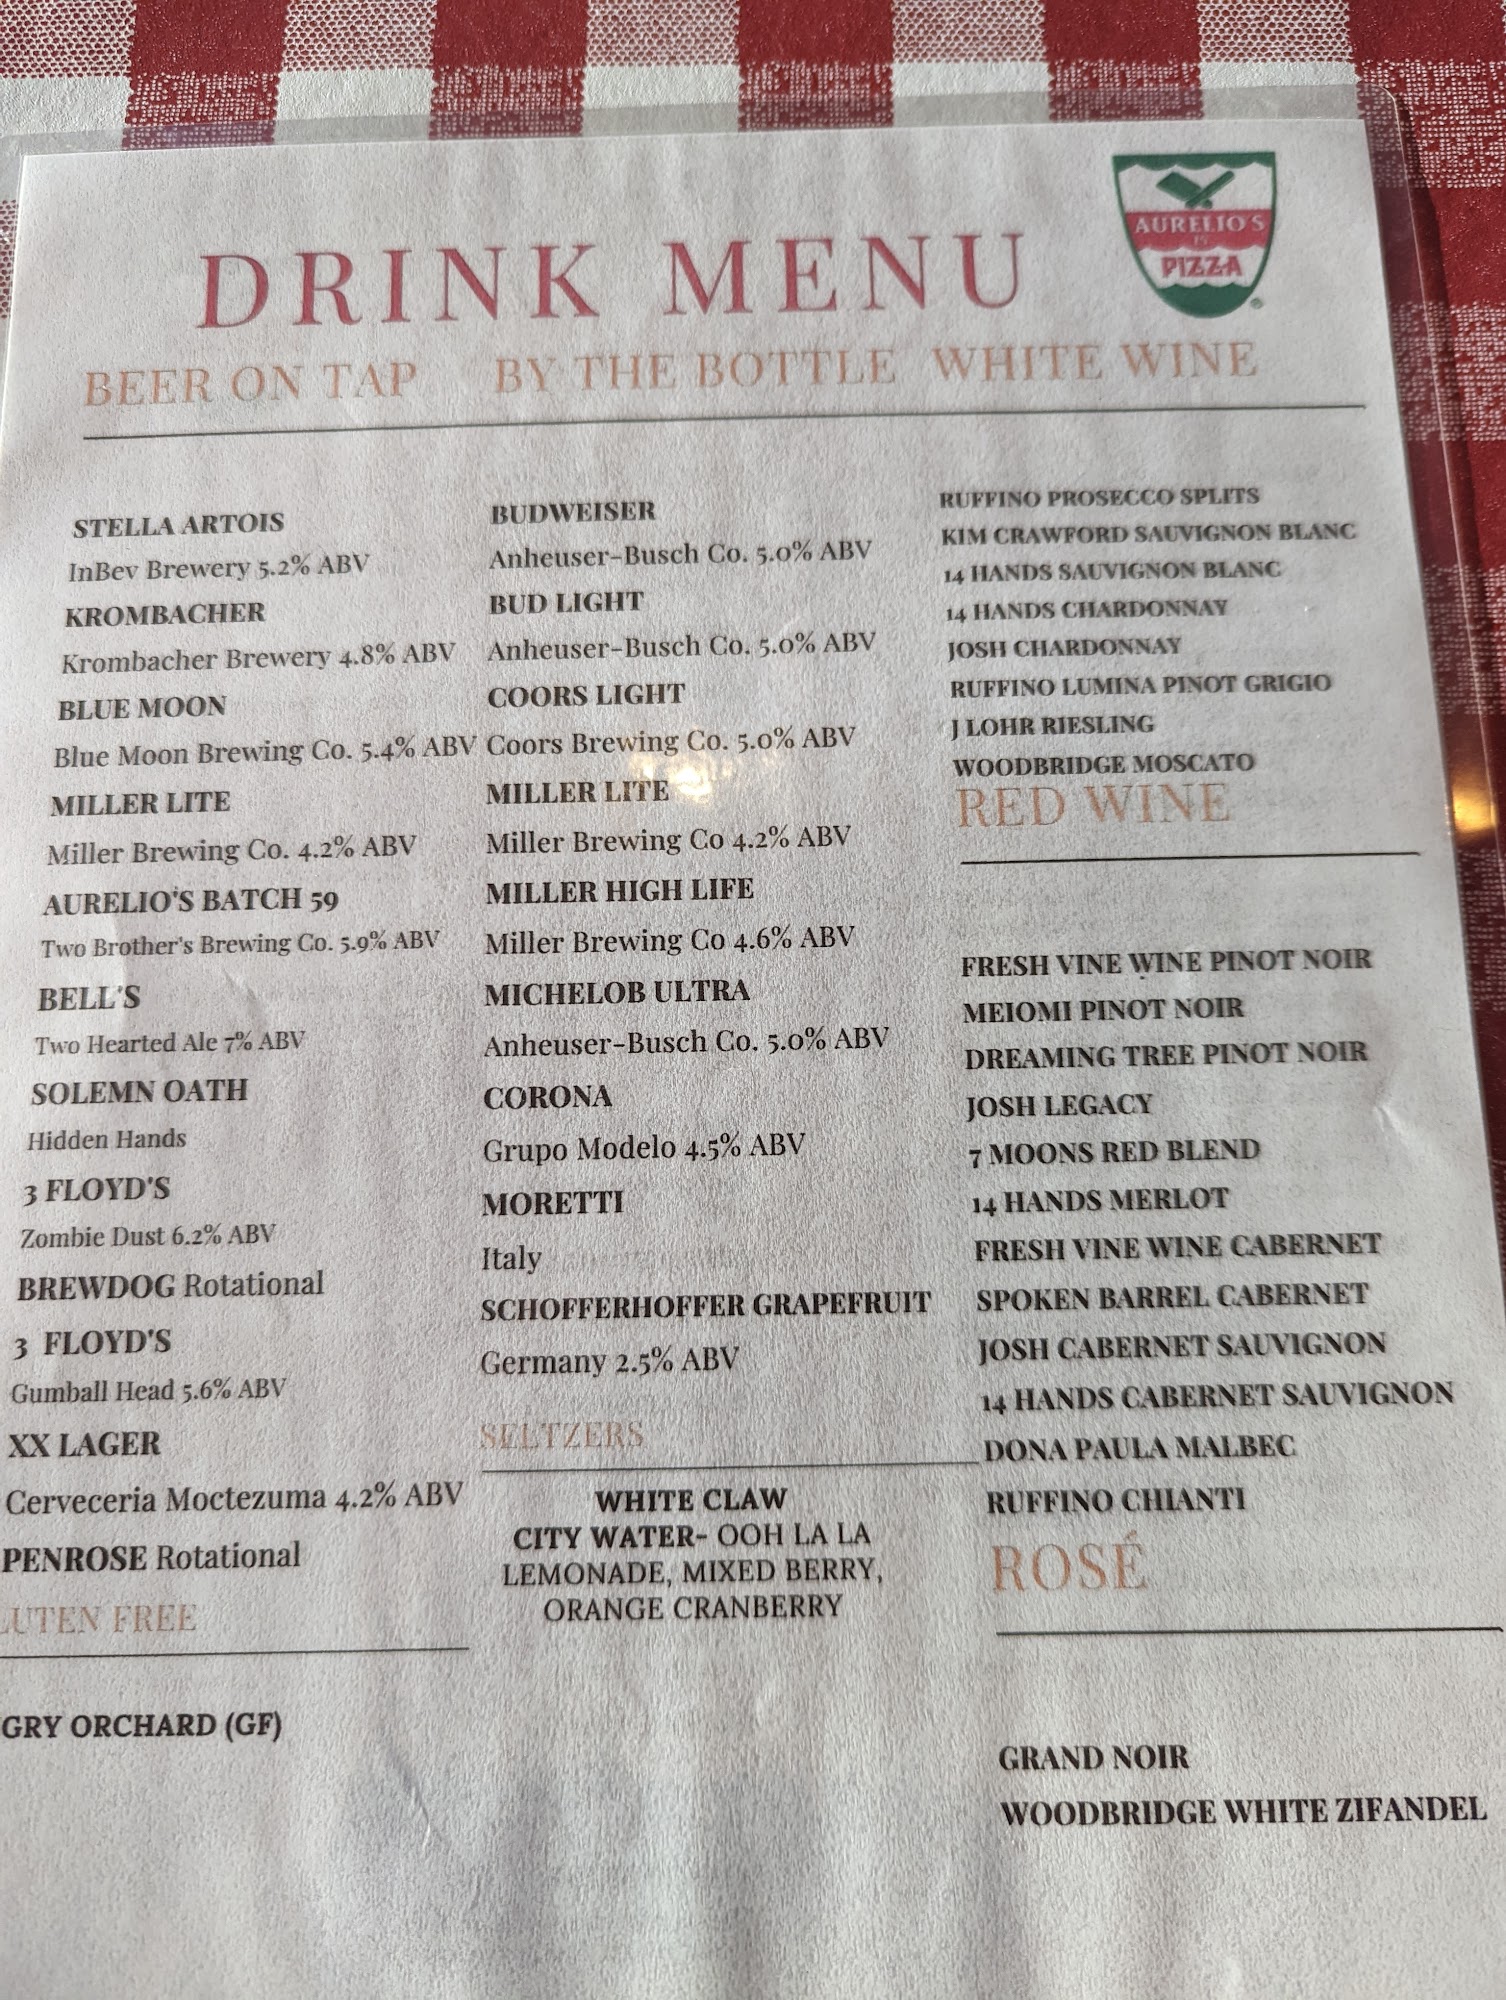 AURELIO'S
IS
PIZZA
DRINK MENU
BEER ON TAP
STELLA ARTOIS
InBev Brewery 5.2% ABV
KROMBACHER
Krombacher Brewery 4.8% ABV
BLUE MOON
Blue Moon Brewing Co. 5.4% ABV
MILLER LITE
Miller Brewing Co. 4.2% ABV
AURELIO'S BATCH 59
Two Brother's Brewing Co. 5.9% ABV
BELL'S
Two Hearted Ale 7% ABV
SOLEMN OATH
Hidden Hands
3 FLOYD'S
Zombie Dust 6.2% ABV
BREWDOG Rotational
3 FLOYD'S
Gumball Head 5.6% ABV
XX LAGER
Cerveceria Moctezuma 4.2% ABV
PENROSE Rotational
LUTEN FREE
GRY ORCHARD (GF)
BY THE BOTTLE
BUDWEISER
Anheuser-Busch Co. 5.0% ABV
BUD LIGHT
Anheuser-Busch Co. 5.0% ABV
COORS LIGHT
Coors Brewing Co. 5.0% ABV
MILLER LITE
Miller Brewing Co 4.2% ABV
MILLER HIGH LIFE
Miller Brewing Co 4.6% ABV
MICHELOB ULTRA
Anheuser-Busch Co. 5.0% ABV
CORONA
Grupo Modelo 4.5% ABV
MORETTI
Italy
SCHOFFERHOFFER GRAPEFRUIT
Germany 2.5% ABV
SELTZERS
WHITE CLAW
CITY WATER- OOH LA LA
LEMONADE, MIXED BERRY,
ORANGE CRANBERRY
WHITE WINE
RUFFINO PROSECCO SPLITS
KIM CRAWFORD SAUVIGNON BLANC
14 HANDS SAUVIGNON BLANC
14 HANDS CHARDONNAY
JOSH CHARDONNAY
RUFFINO LUMINA PINOT GRIGIO
J LOHR RIESLING
WOODBRIDGE MOSCATO
RED WINE
FRESH VINE WINE PINOT NOIR
MEIOMI PINOT NOIR
DREAMING TREE PINOT NOIR
JOSH LEGACY
7 MOONS RED BLEND
14 HANDS MERLOT
FRESH VINE WINE CABERNET
SPOKEN BARREL CABERNET
JOSH CABERNET SAUVIGNON
14 HANDS CABERNET SAUVIGNON
DONA PAULA MALBEC
RUFFINO CHIANTI
ROSÉ
GRAND NOIR
WOODBRIDGE WHITE ZIFANDEL